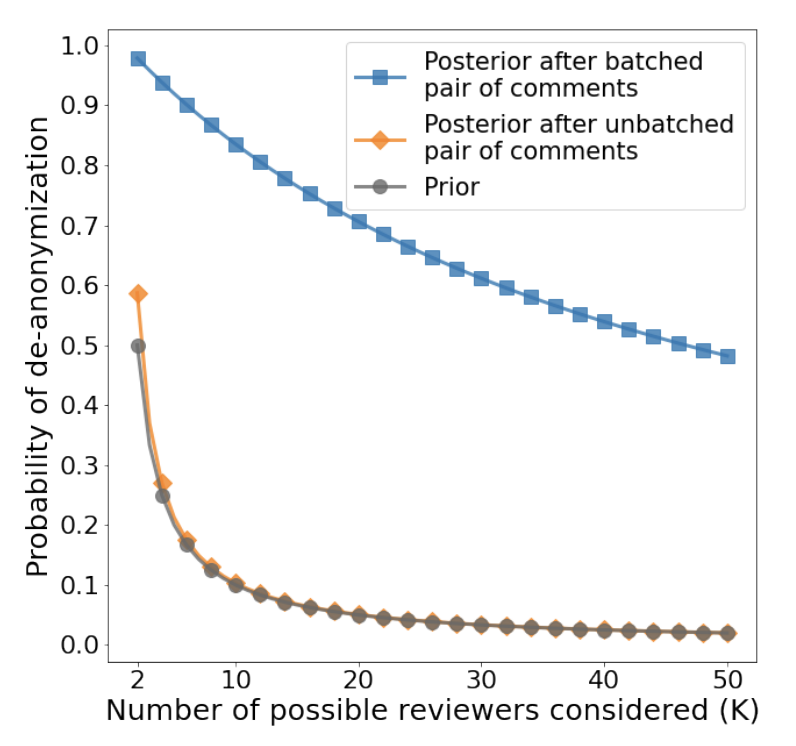 Posterior after batched
pair of comments
Posterior after unbatched
pair of comments
Prior
Probability of de-anonymization
1.0
0.9
0.8
0.7
0.6
0.5
0.4
0.3
0.2
0.1
0.0
2 10 20 30 40 50
Number of possible reviewers considered (K)